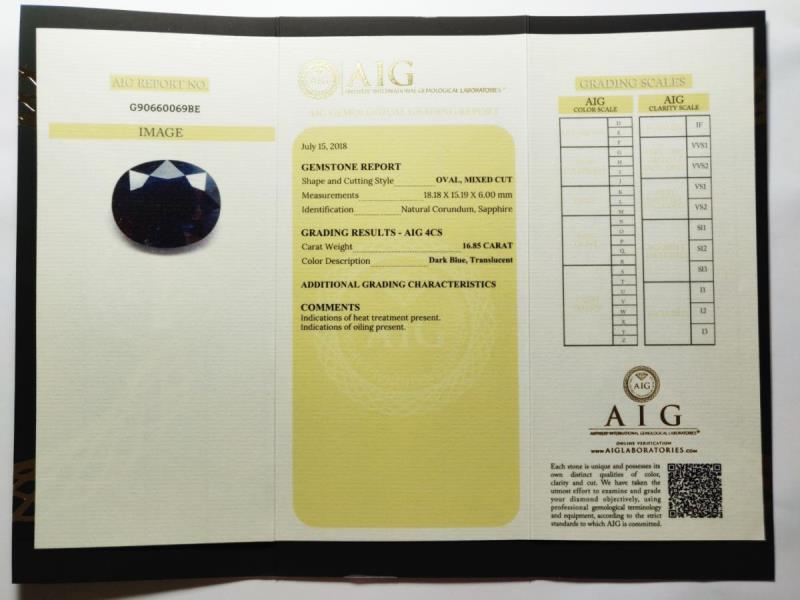 AIG REPORT NO.
G90660069BE
IMAGE
AIG
ANTWERP INTERNATIONAL GEMOLOGICAL LABORATORIES
AIG GEMOLOGICAL GRADING REPORT
July 15, 2018
GEMSTONE REPORT
Shape and Cutting Style OVAL, MIXED CUT
Measurements 18.18 X 15.19 X 6.00 mm
Identification Natural Corundum, Sapphire
GRADING RESULTS - AIG 4CS
Carat Weight 16.85 CARAT
Color Description Dark Blue, Translucent
ADDITIONAL GRADING CHARACTERISTICS
COMMENTS
Indications of heat treatment present.
Indications of oiling present.
AIG
GRADING SCALES
AIG
COLOR SCALE
D
E
F
G
H
I
J
K
L
M
N
O
P
Q
R
S
T
U
V
W
X
Y
Z
AIG
CLARITY SCALE
IF
VVS1
VVS2
VS1
VS2
SI1
SI2
SI3
I1
I2
I3
AIG
ANTWERP INTERNATIONAL GEMOLOGICAL LABORATORIES
ONLINE VERIFICATION
www.AIGLABORATORIES.com
Each stone is unique and possesses its
own distinct qualities of color,
clarity and cut. We have taken the
utmost effort to examine and grade
your diamond objectively, using
professional gemological terminology
and equipment, according to the strict
standards to which AIG is committed.